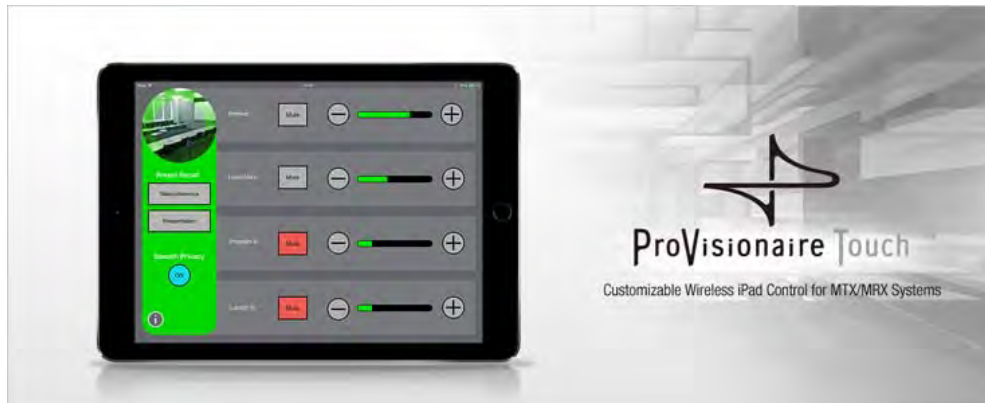 Preset Recall
Teleconference
Presentation
Speech Privacy
On
Mute
Mute
Mute
Mute
ProVisionaire Touch
Customizable Wireless iPad Control for MTX/MRX Systems